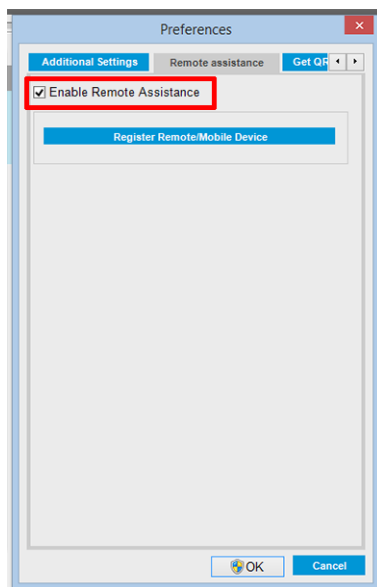 Preferences
Additional Settings
Remote assistance
Get QR
Enable Remote Assistance
Register Remote/Mobile Device
OK
Cancel